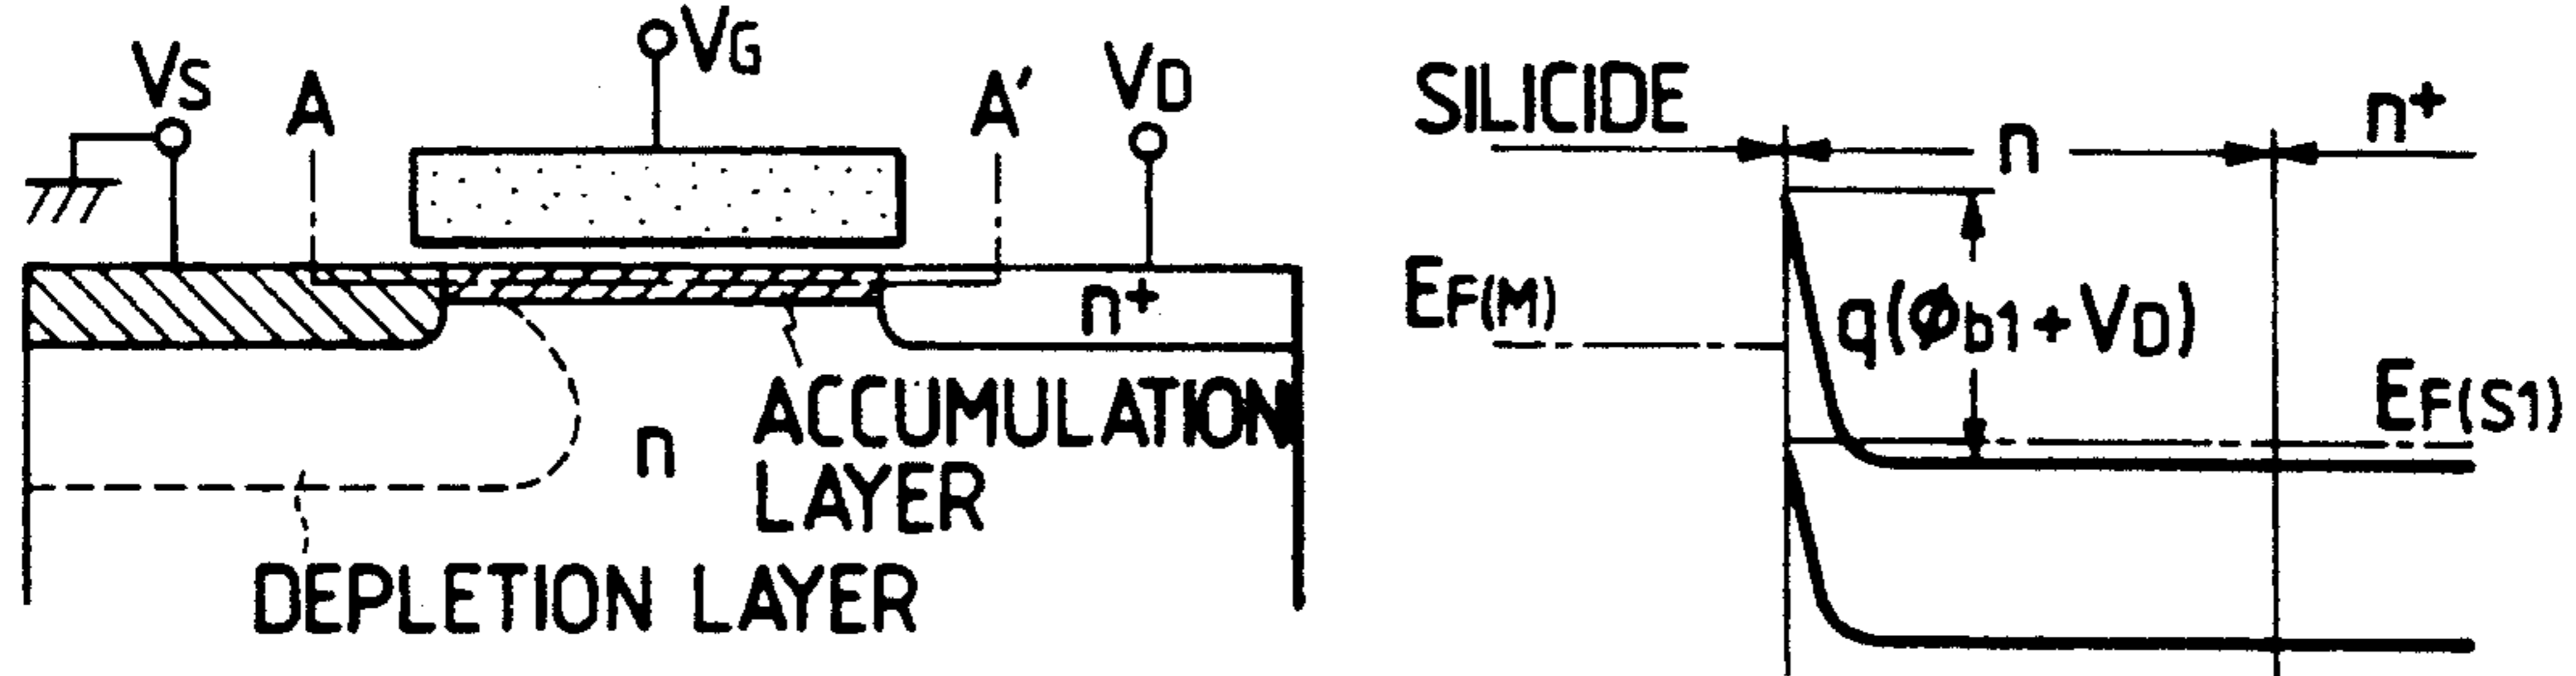 VS
A
VG
A′
VD
n+
n
ACCUMULATION
LAYER
DEPLETION LAYER
SILICIDE
n
n+
EF(M)
q(ϕb1+VD)
EF(S1)